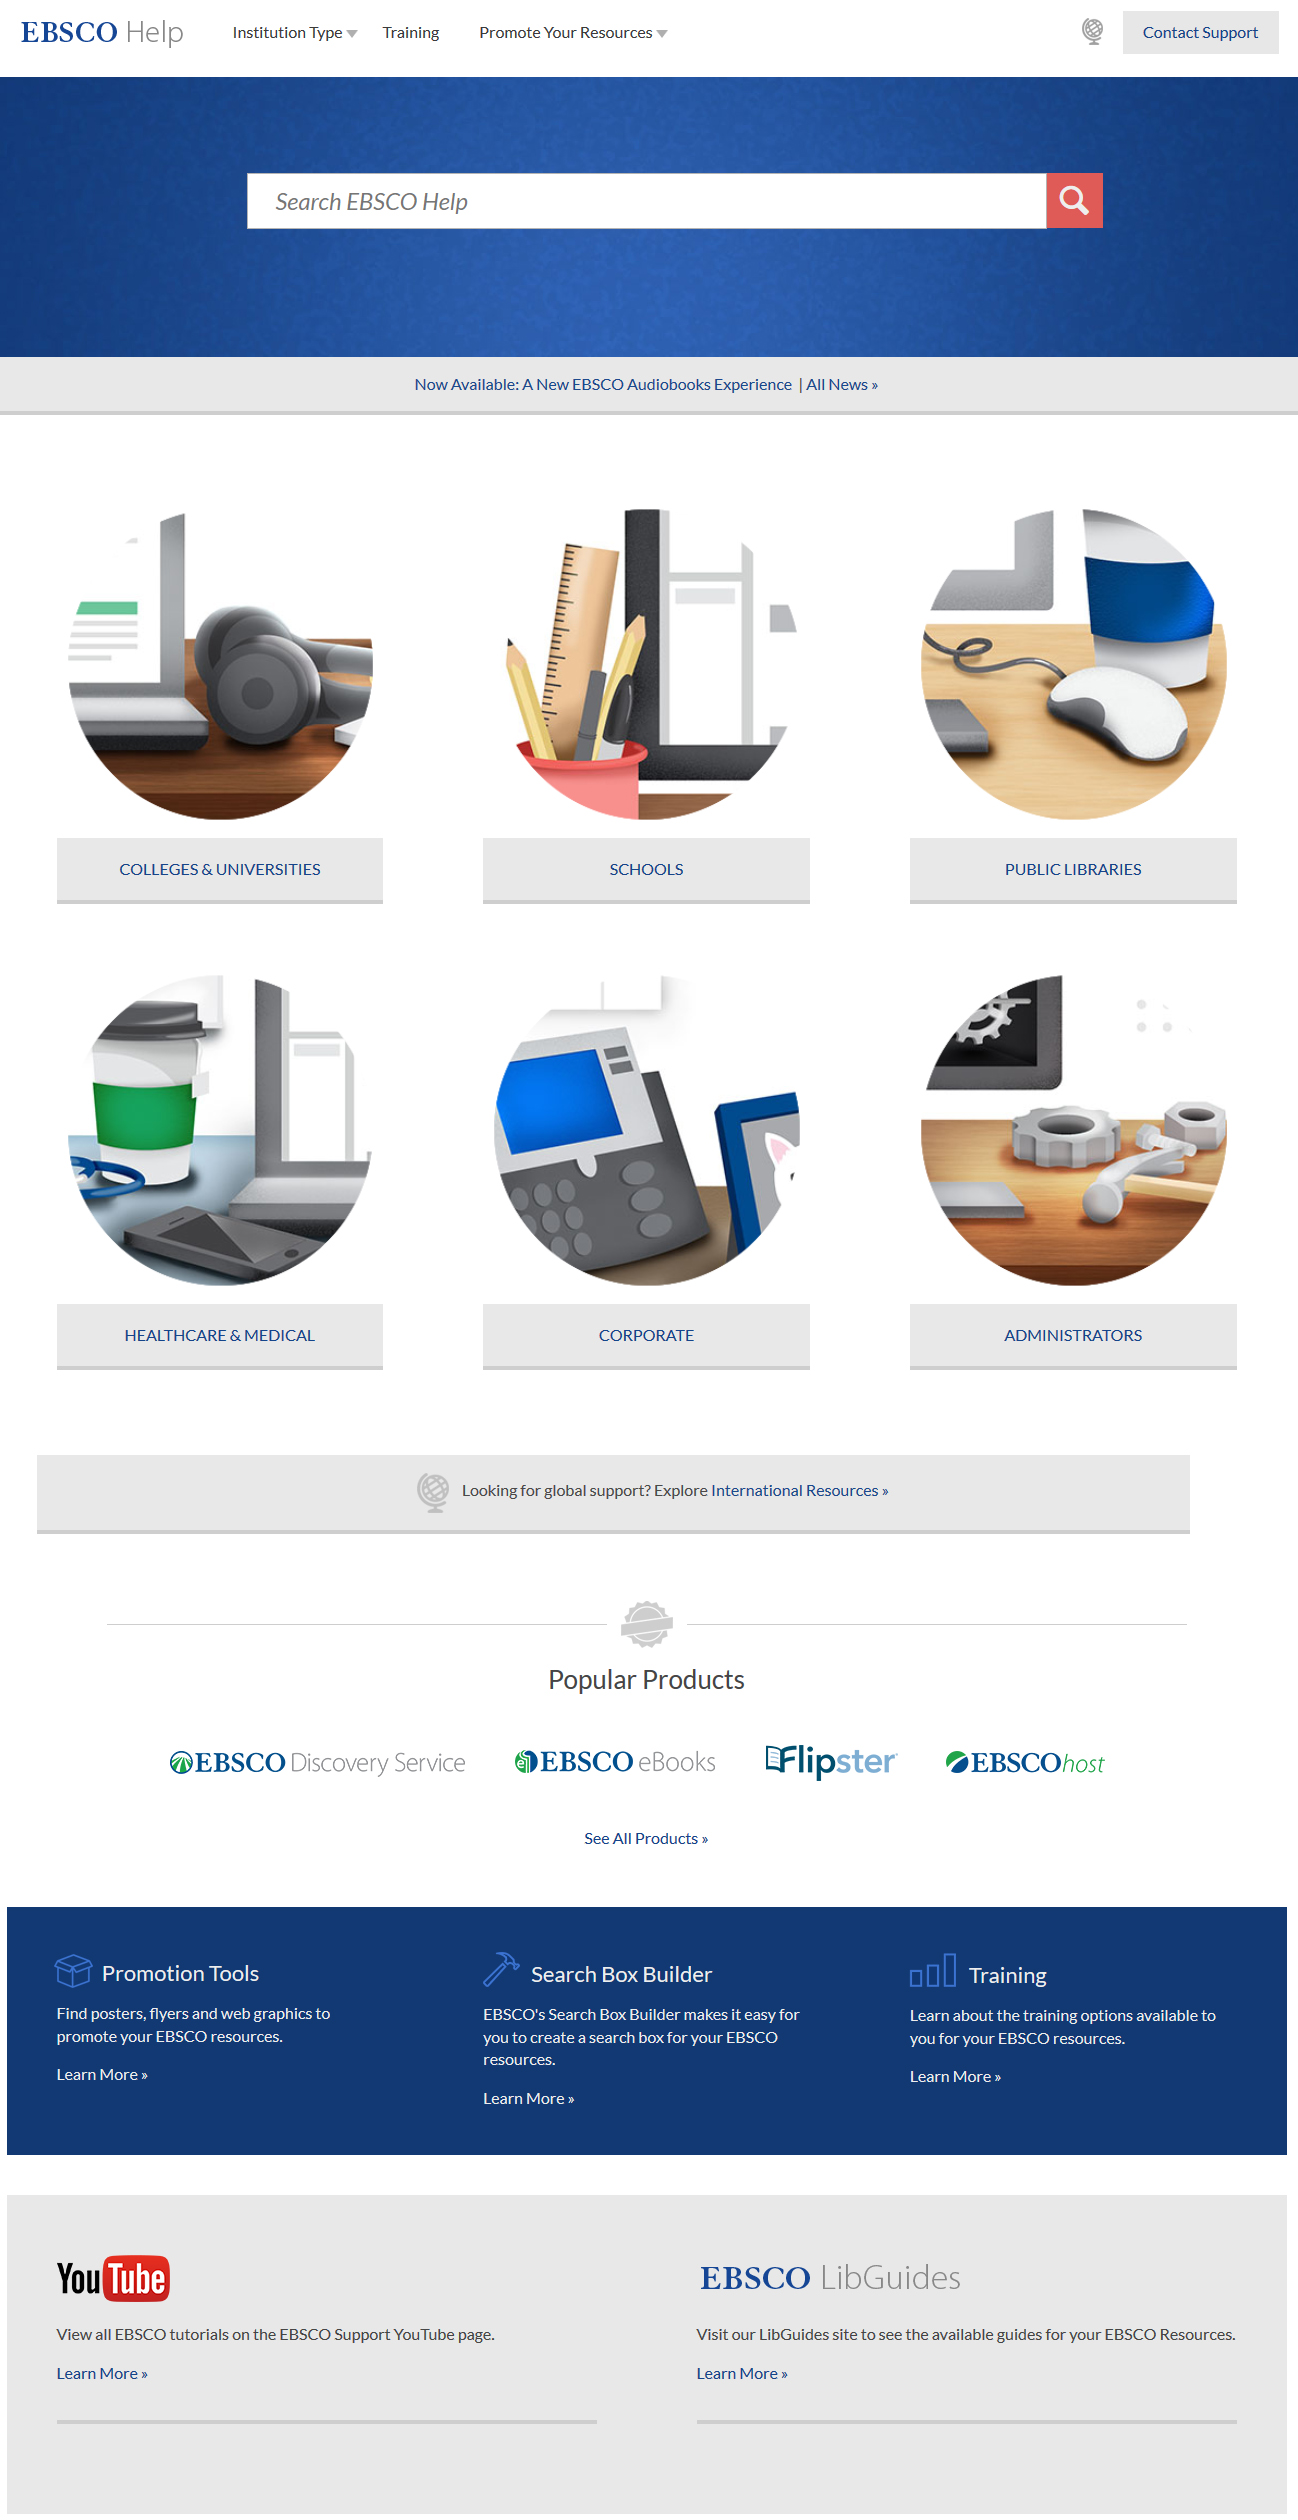 EBSCO Help
Institution Type
Training
Promote Your Resources
Contact Support
Search EBSCO Help
Now Available: A New EBSCO Audiobooks Experience | All News »
COLLEGES & UNIVERSITIES
SCHOOLS
PUBLIC LIBRARIES
HEALTHCARE & MEDICAL
CORPORATE
ADMINISTRATORS
Looking for global support? Explore International Resources »
Popular Products
EBSCO Discovery Service
EBSCO eBooks
Flipster
EBSCOhost
See All Products »
Promotion Tools
Find posters, flyers and web graphics to
promote your EBSCO resources.
Learn More »
Search Box Builder
EBSCO's Search Box Builder makes it easy for
you to create a search box for your EBSCO
resources.
Learn More »
Training
Learn about the training options available to
you for your EBSCO resources.
Learn More »
YouTube
View all EBSCO tutorials on the EBSCO Support YouTube page.
Learn More »
EBSCO LibGuides
Visit our LibGuides site to see the available guides for your EBSCO Resources.
Learn More »